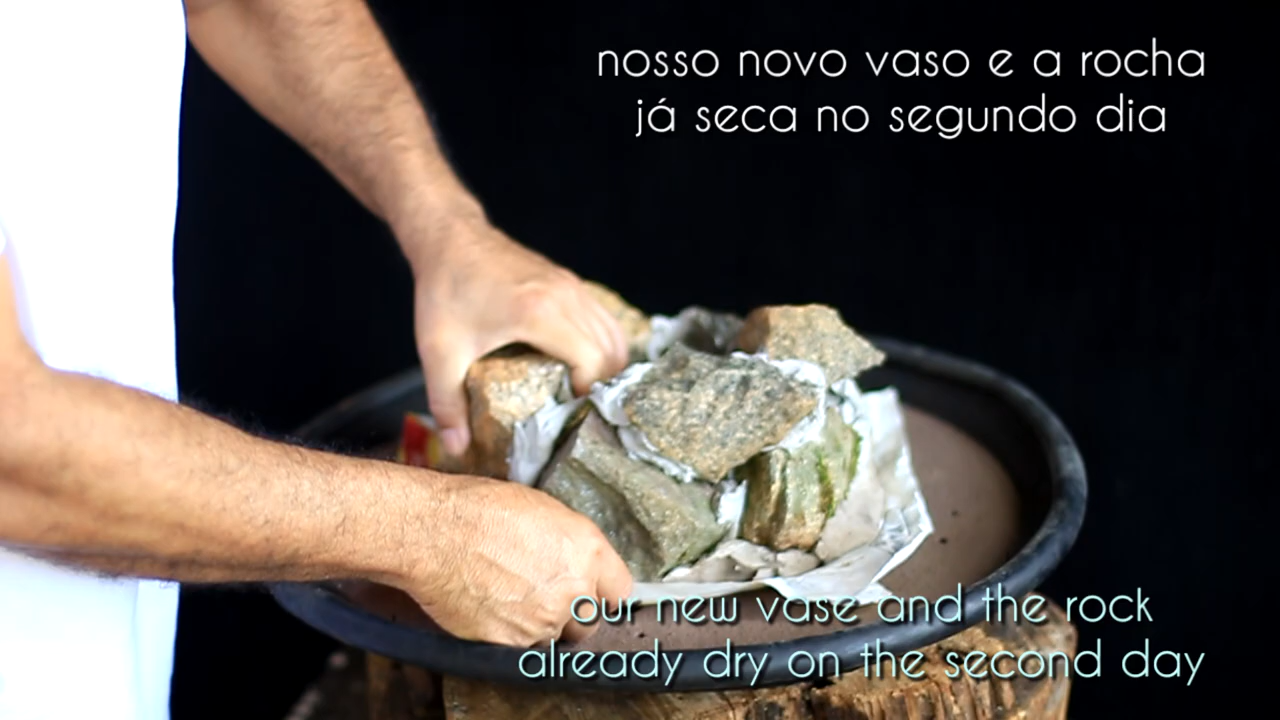 nosso novo vaso e a rocha
já seca no segundo dia
our new vase and the rock
already dry on the second day